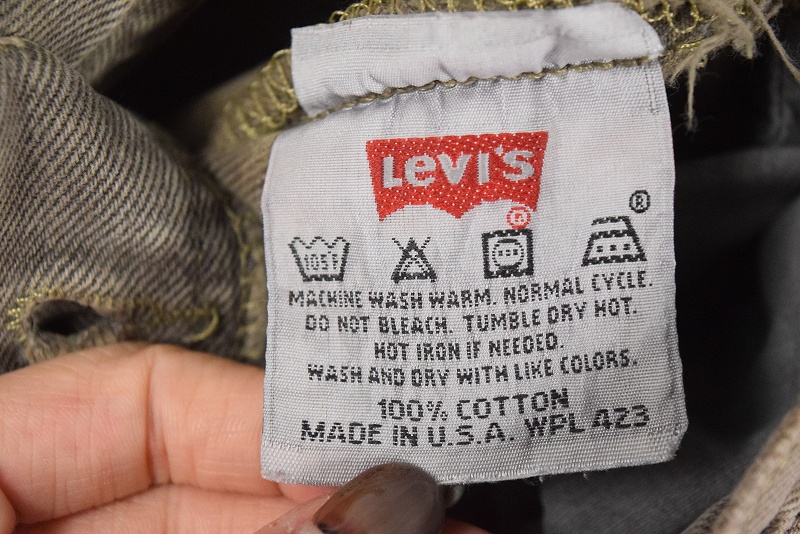 Levi's
®
®
105F
MACHINE WASH WARM. NORMAL CYCLE.
DO NOT BLEACH. TUMBLE DRY HOT.
HOT IRON IF NEEDED.
WASH AND DRY WITH LIKE COLORS.
100% COTTON
MADE IN U.S.A. WPL 423